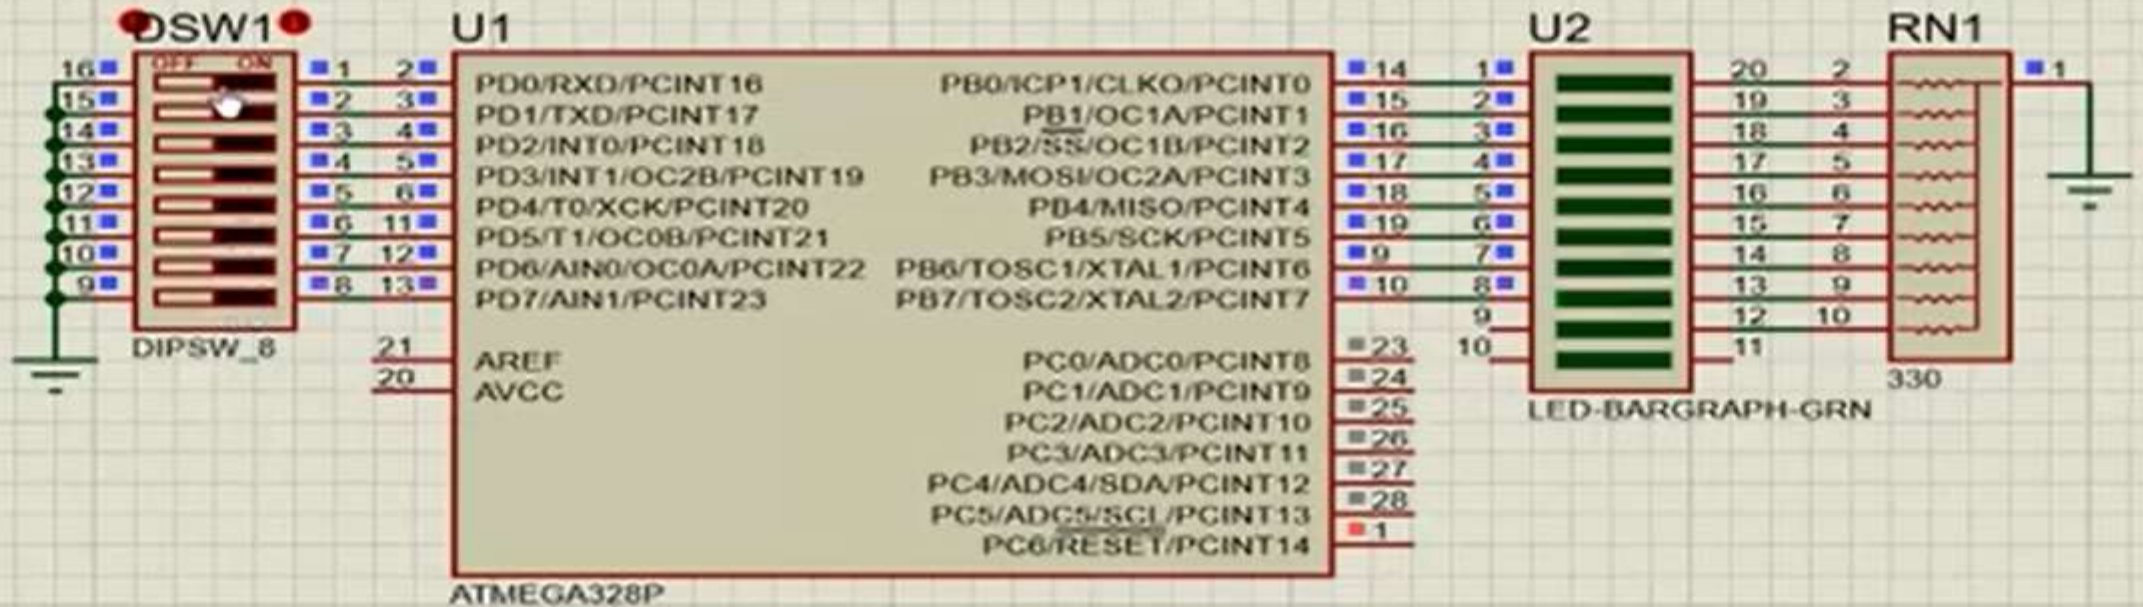 DSW1
OFF ON
16 1
15 2
14 3
13 4
12 5
11 6
10 7
9 8
DIPSW_8
U1
2 PD0/RXD/PCINT16 PB0/ICP1/CLKO/PCINT0 14
3 PD1/TXD/PCINT17 PB1/OC1A/PCINT1 15
4 PD2/INT0/PCINT18 PB2/SS/OC1B/PCINT2 16
5 PD3/INT1/OC2B/PCINT19 PB3/MOSI/OC2A/PCINT3 17
6 PD4/T0/XCK/PCINT20 PB4/MISO/PCINT4 18
11 PD5/T1/OC0B/PCINT21 PB5/SCK/PCINT5 19
12 PD6/AIN0/OC0A/PCINT22 PB6/TOSC1/XTAL1/PCINT6 9
13 PD7/AIN1/PCINT23 PB7/TOSC2/XTAL2/PCINT7 10
21 AREF PC0/ADC0/PCINT8 23
20 AVCC PC1/ADC1/PCINT9 24
PC2/ADC2/PCINT10 25
PC3/ADC3/PCINT11 26
PC4/ADC4/SDA/PCINT12 27
PC5/ADC5/SCL/PCINT13 28
PC6/RESET/PCINT14 1
ATMEGA328P
U2
1 20
2 19
3 18
4 17
5 16
6 15
7 14
8 13
9 12
10 11
LED-BARGRAPH-GRN
RN1
2 1
3
4
5
6
7
8
9
10
330